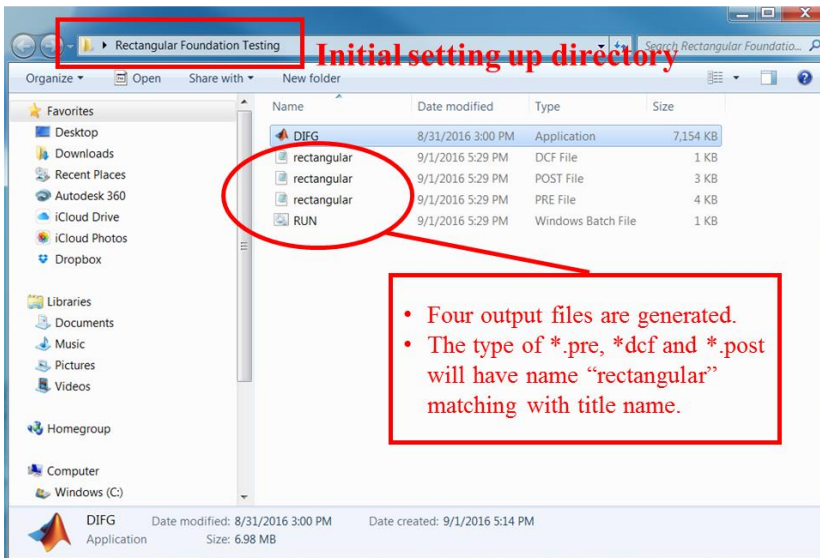 Rectangular Foundation Testing
Initial setting up directory
Search Rectangular Foundatio...
Organize Open Share with New folder
Name Date modified Type Size
Favorites
Desktop
Downloads
Recent Places
Autodesk 360
iCloud Drive
iCloud Photos
Dropbox
Libraries
Documents
Music
Pictures
Videos
Homegroup
Computer
Windows (C:)
DIFG 8/31/2016 3:00 PM Application 7,154 KB
rectangular 9/1/2016 5:29 PM DCF File 1 KB
rectangular 9/1/2016 5:29 PM POST File 3 KB
rectangular 9/1/2016 5:29 PM PRE File 4 KB
RUN 9/1/2016 5:29 PM Windows Batch File 1 KB
• Four output files are generated.
• The type of *.pre, *dcf and *.post
will have name “rectangular”
matching with title name.
DIFG Date modified: 8/31/2016 3:00 PM Date created: 9/1/2016 5:14 PM
Application Size: 6.98 MB